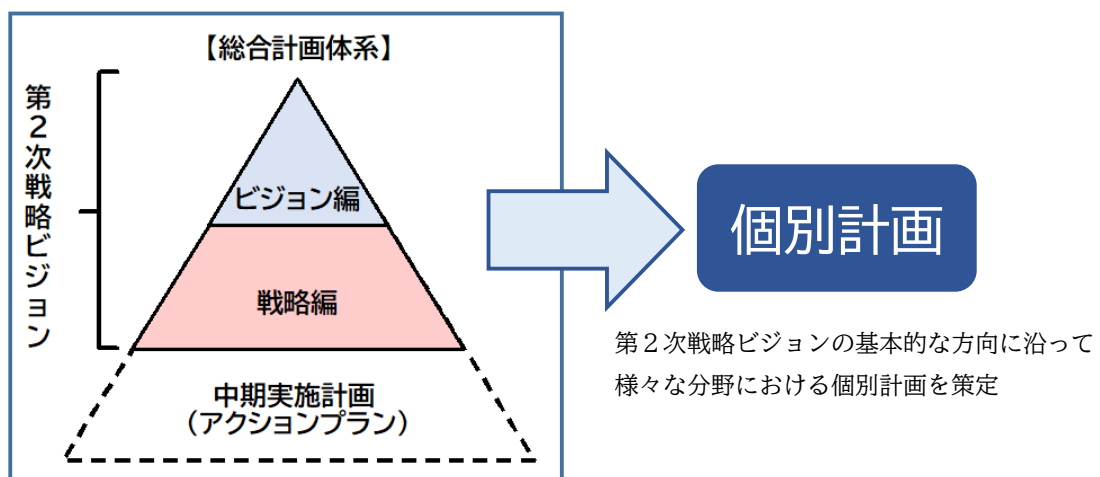 【総合計画体系】
第２次戦略ビジョン
ビジョン編
戦略編
中期実施計画
（アクションプラン）
個別計画
第２次戦略ビジョンの基本的な方向に沿って
様々な分野における個別計画を策定